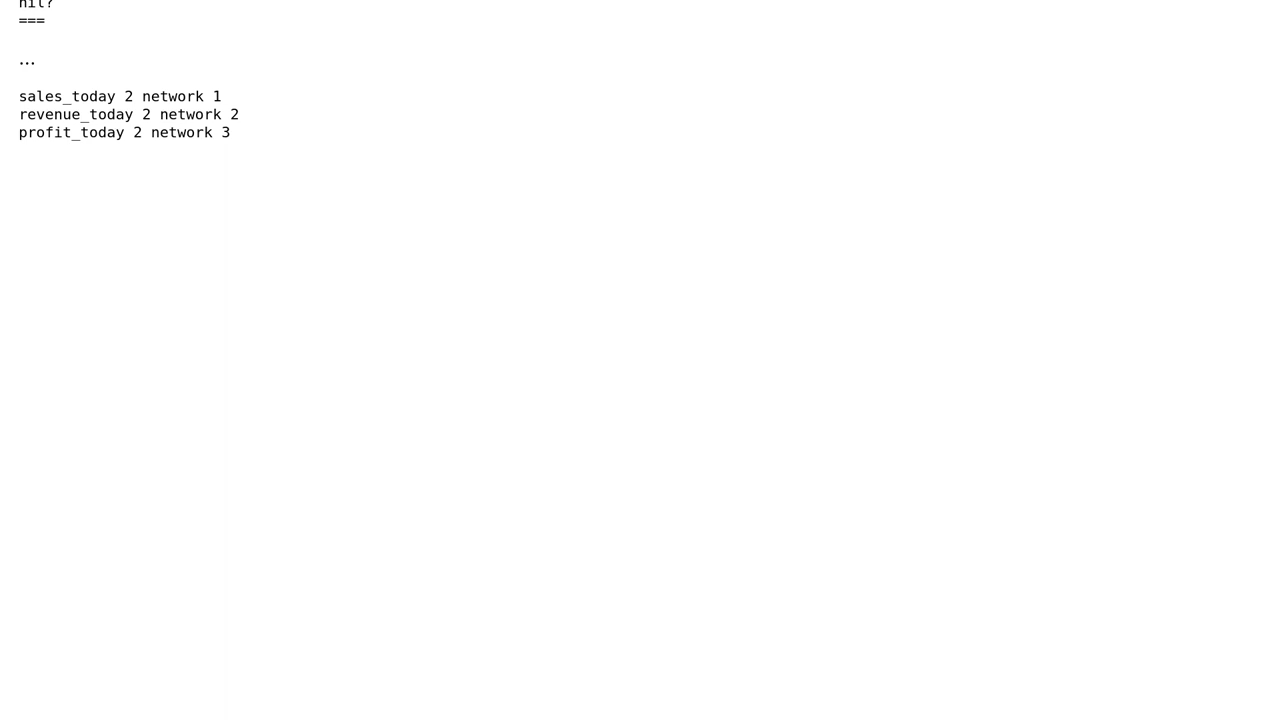 ===
...
sales_today 2 network 1
revenue_today 2 network 2
profit_today 2 network 3